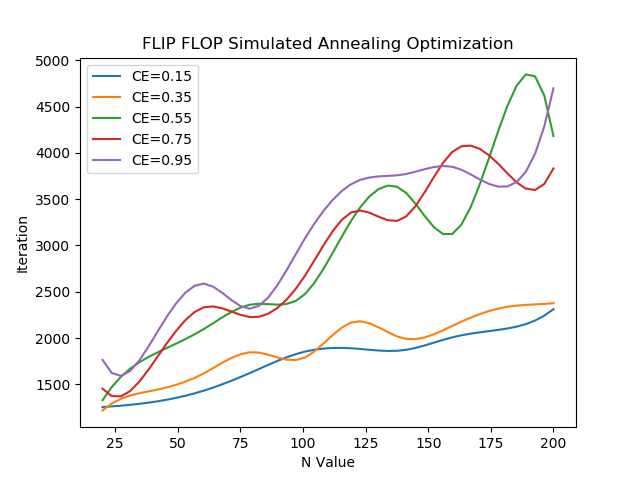 FLIP FLOP Simulated Annealing Optimization
CE=0.15
CE=0.35
CE=0.55
CE=0.75
CE=0.95
Iteration
5000
4500
4000
3500
3000
2500
2000
1500
25 50 75 100 125 150 175 200
N Value